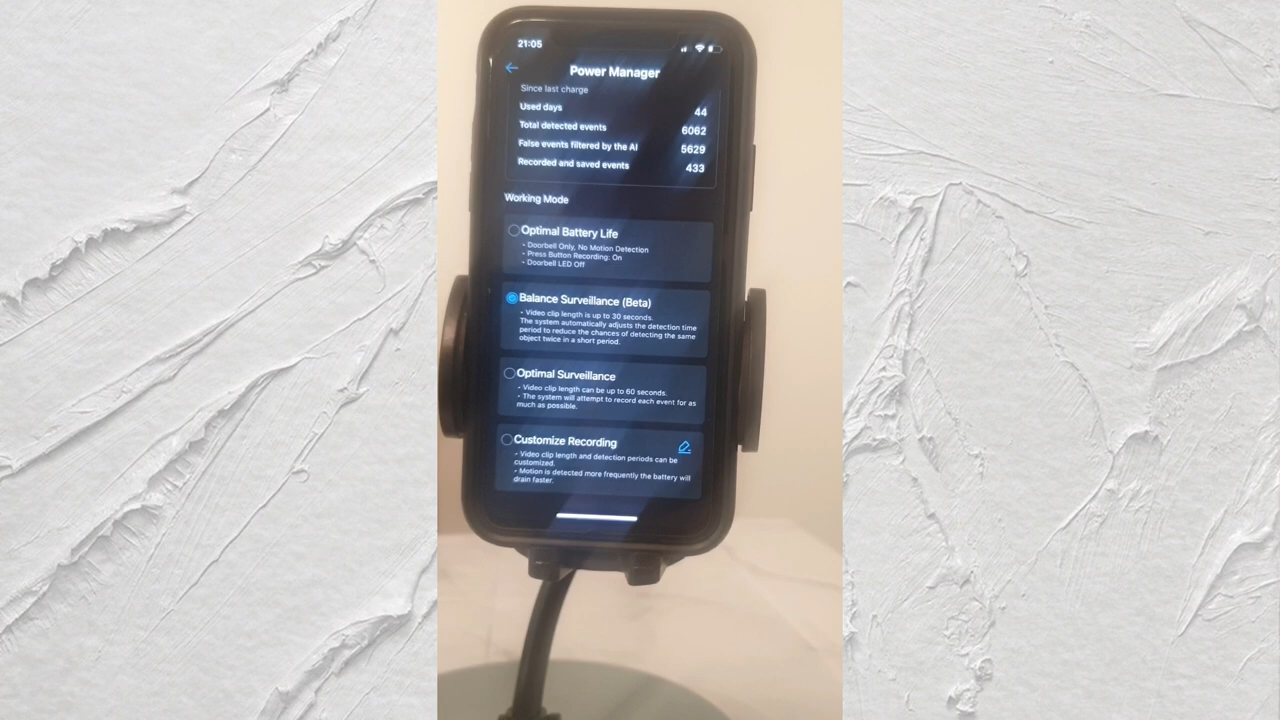 21:05
Power Manager
Since last charge
Used days 44
Total detected events 6062
False events filtered by the AI 5629
Recorded and saved events 433
Working Mode
Optimal Battery Life
- Doorbell Only, No Motion Detection
- Press Button Recording: On
- Doorbell LED Off
Balance Surveillance (Beta)
- Video clip length is up to 30 seconds.
The system automatically adjusts the detection time
period to reduce the chances of detecting the same
object twice in a short period.
Optimal Surveillance
- Video clip length can be up to 60 seconds.
- The system will attempt to record each event for as
much as possible.
Customize Recording
- Video clip length and detection periods can be
customized.
- Motion is detected more frequently the battery will
drain faster.